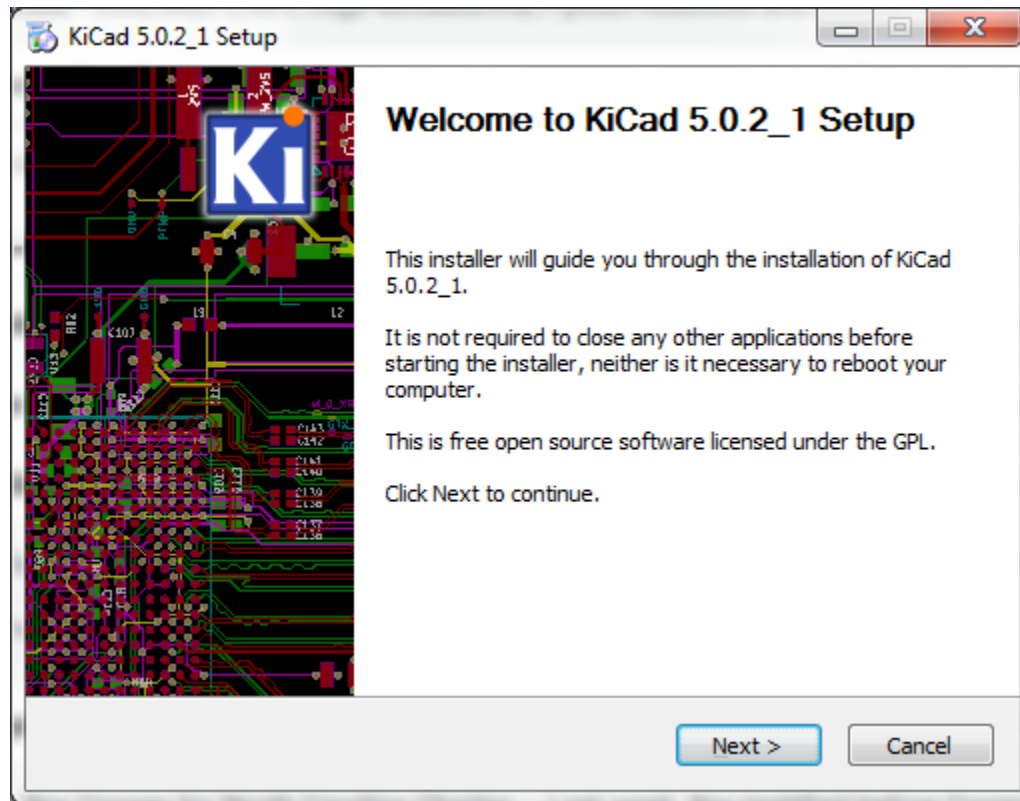 KiCad 5.0.2_1 Setup
Ki
Welcome to KiCad 5.0.2_1 Setup
This installer will guide you through the installation of KiCad
5.0.2_1.
It is not required to close any other applications before
starting the installer, neither is it necessary to reboot your
computer.
This is free open source software licensed under the GPL.
Click Next to continue.
L9
L2
C107
Next >
Cancel